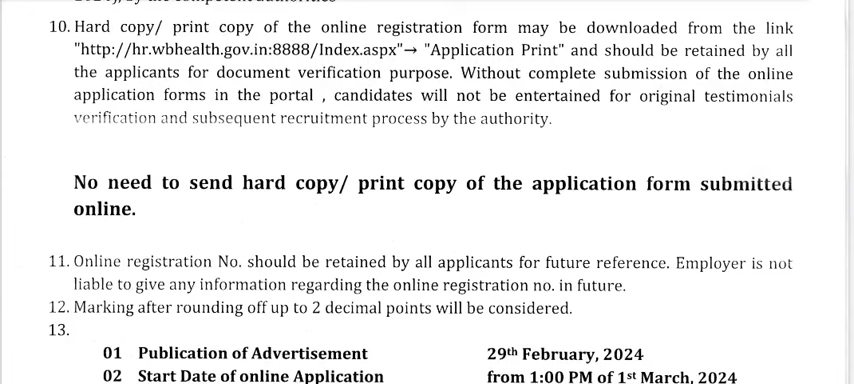 10. Hard copy/ print copy of the online registration form may be downloaded from the link
"http://hr.wbhealth.gov.in:8888/Index.aspx"→ "Application Print" and should be retained by all
the applicants for document verification purpose. Without complete submission of the online
application forms in the portal , candidates will not be entertained for original testimonials
verification and subsequent recruitment process by the authority.
No need to send hard copy/ print copy of the application form submitted
online.
11. Online registration No. should be retained by all applicants for future reference. Employer is not
liable to give any information regarding the online registration no. in future.
12. Marking after rounding off up to 2 decimal points will be considered.
13.
01 Publication of Advertisement 29th February, 2024
02 Start Date of online Application from 1:00 PM of 1st March, 2024